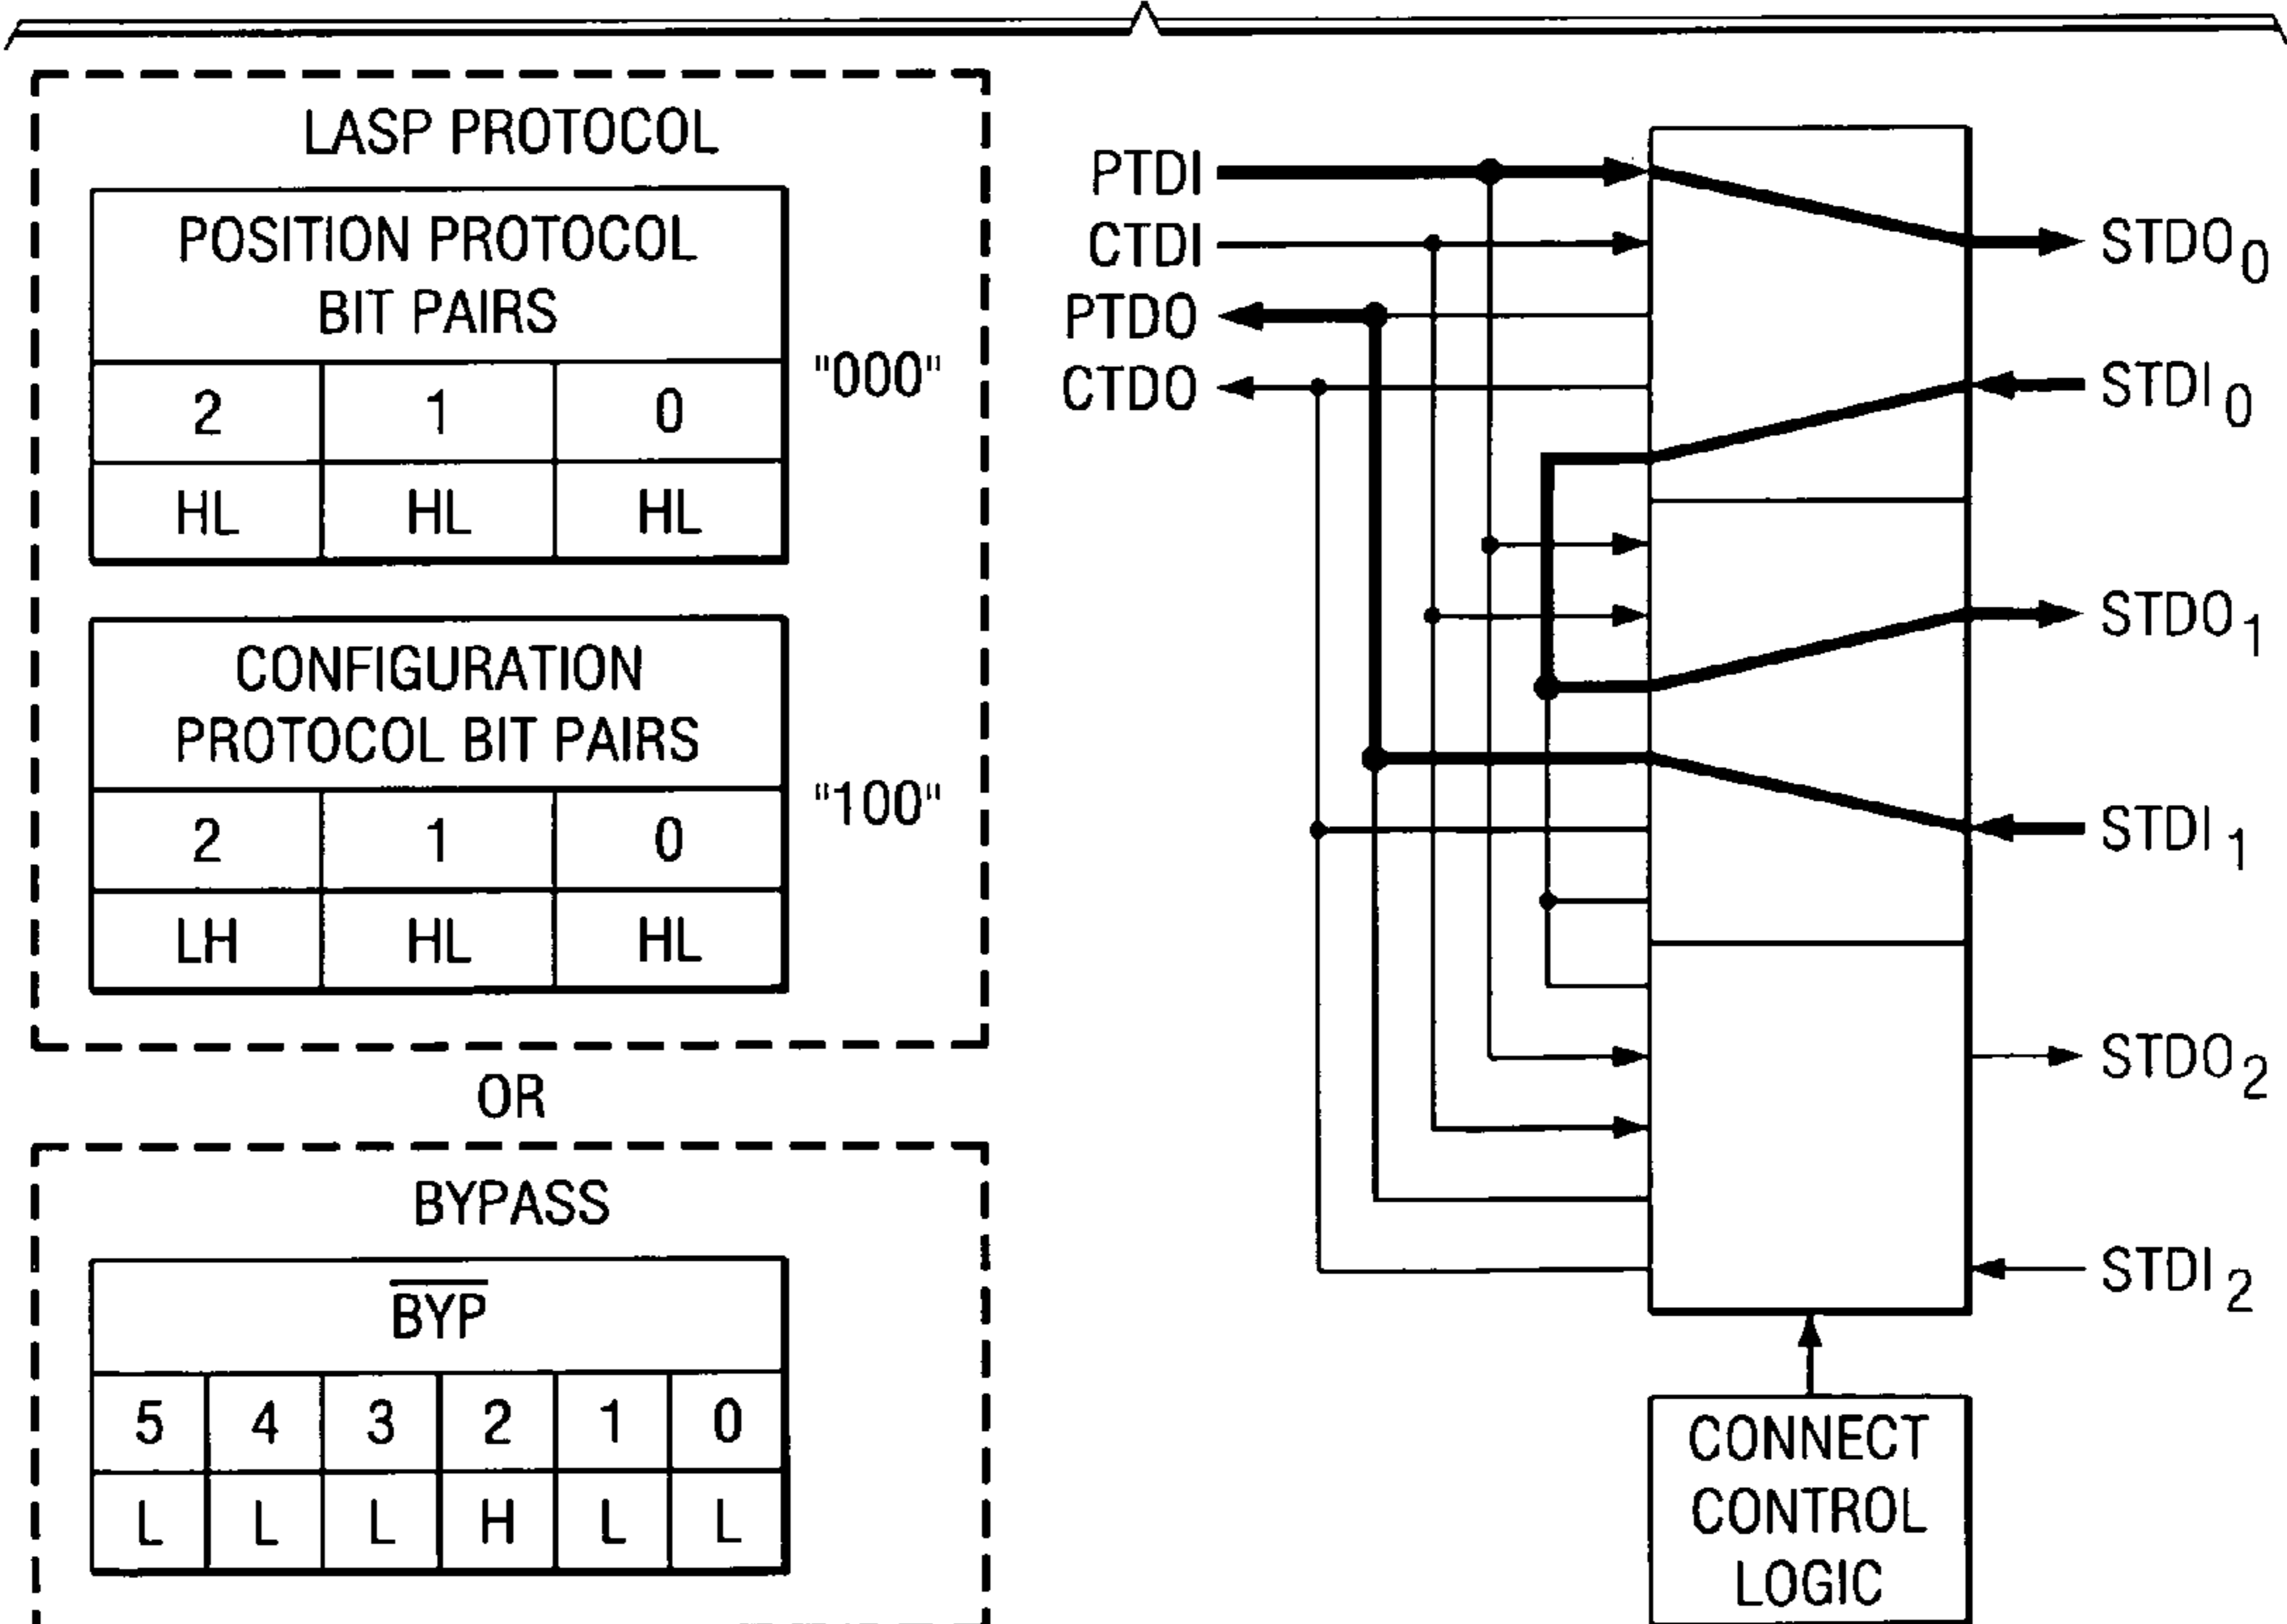 LASP PROTOCOL
POSITION PROTOCOL
BIT PAIRS
2 1 0
HL HL HL
"000"
CONFIGURATION
PROTOCOL BIT PAIRS
2 1 0
LH HL HL
"100"
OR
BYPASS
B̅Y̅P̅
5 4 3 2 1 0
L L L H L L
PTDI
CTDI
PTDO
CTDO
STDO0
STDI0
STDO1
STDI1
STDO2
STDI2
CONNECT
CONTROL
LOGIC